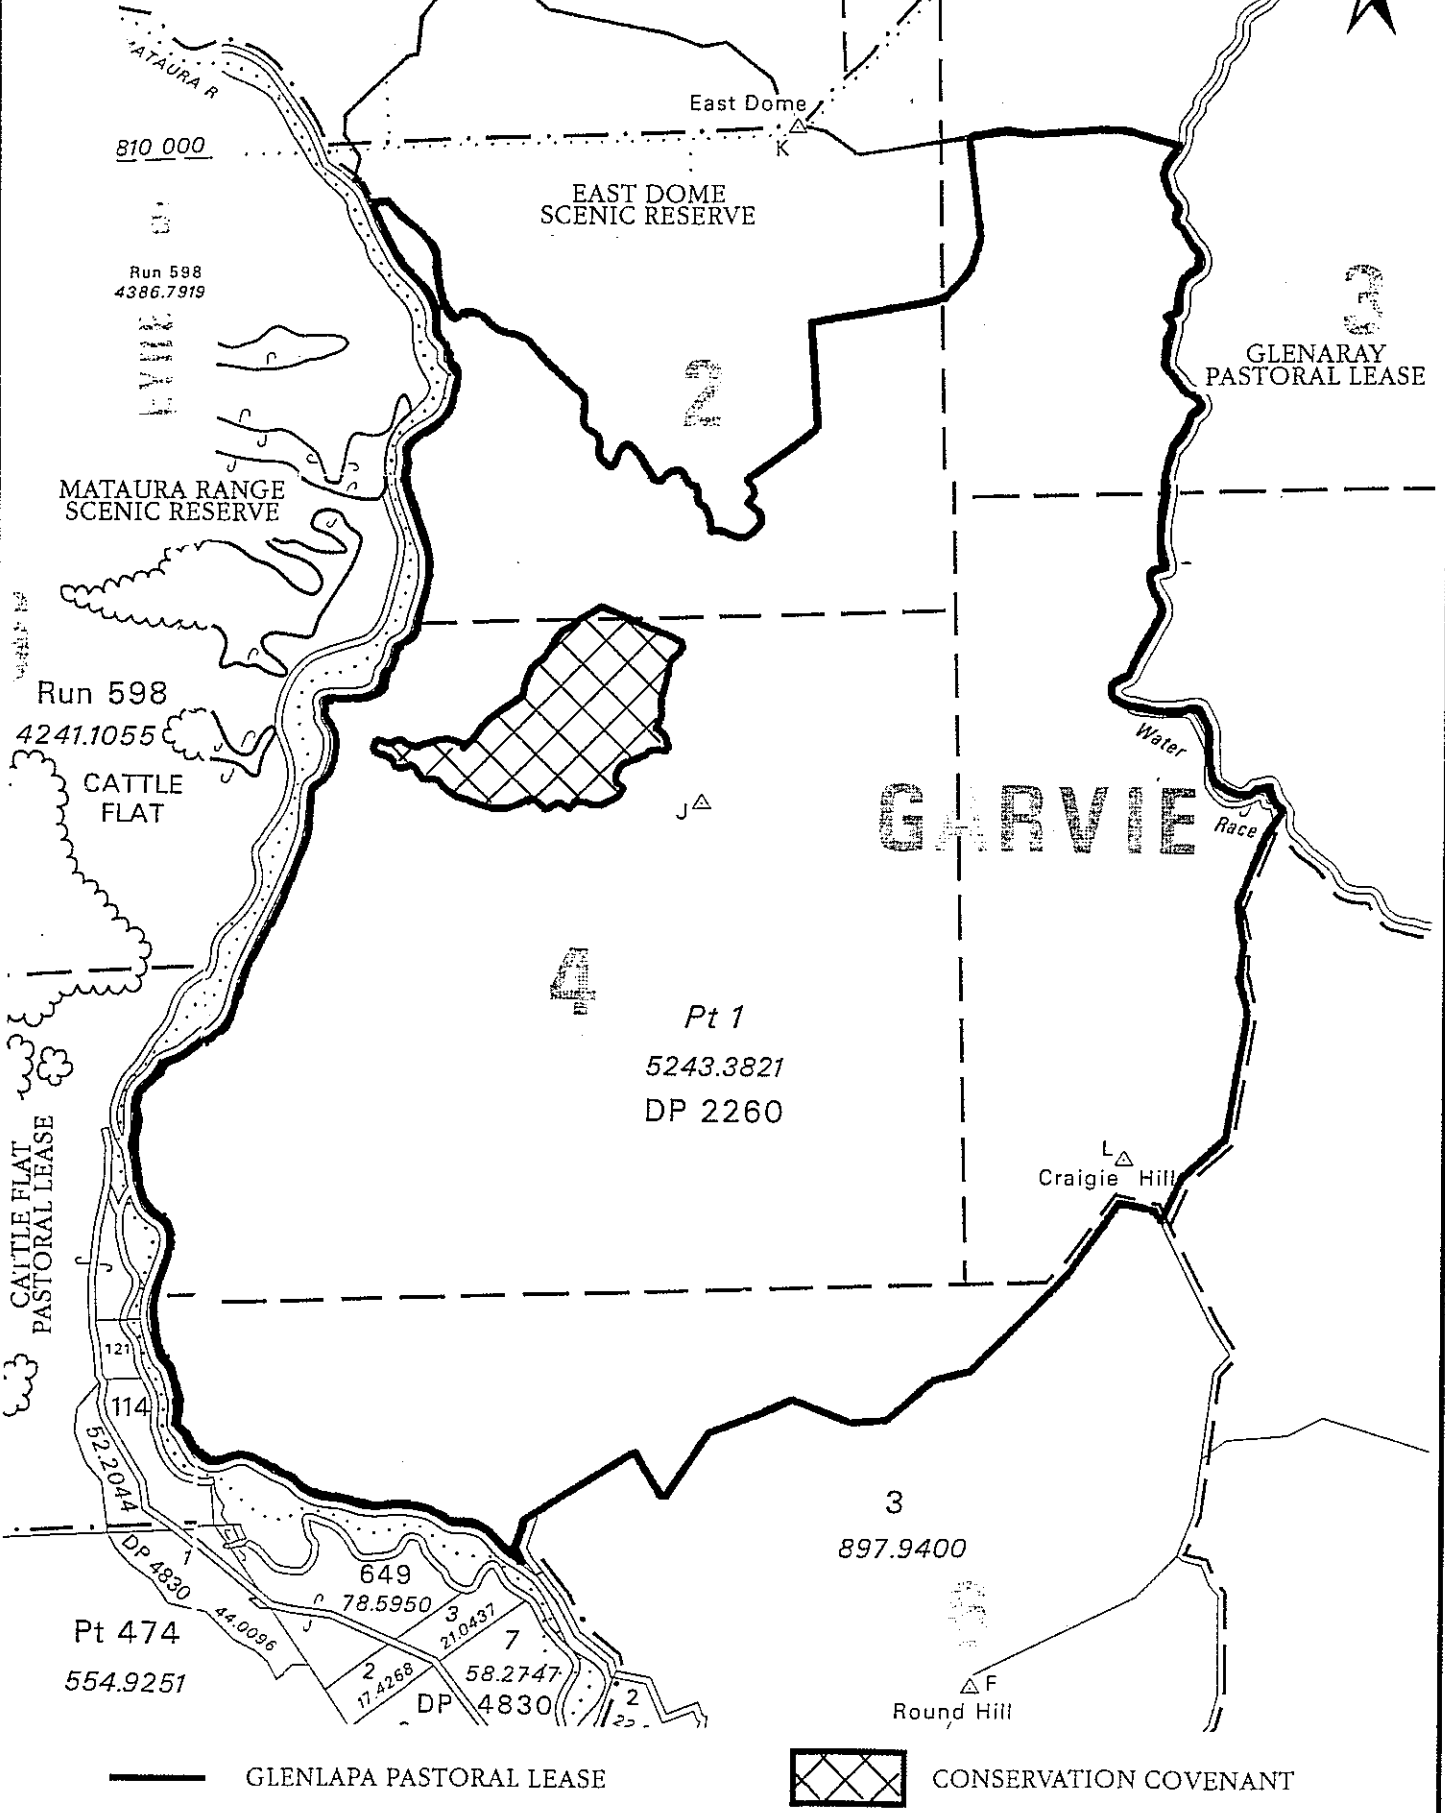 MATAURA R
East Dome
K
810 000
EAST DOME
SCENIC RESERVE
Run 598
4386.7919
3
GLENARAY
PASTORAL LEASE
2
MATAURA RANGE
SCENIC RESERVE
Run 598
4241.1055
CATTLE
FLAT
Water
Race
J
GARVIE
4
Pt 1
5243.3821
DP 2260
L
Craigie Hill
CATTLE FLAT
PASTORAL LEASE
121
114
52.2044
3
897.9400
DP 4830
1
649
78.5950
44.0096
3
21.0437
7
58.2747
Pt 474
554.9251
2
17.4268
DP 4830
2
F
Round Hill
GLENLAPA PASTORAL LEASE
CONSERVATION COVENANT